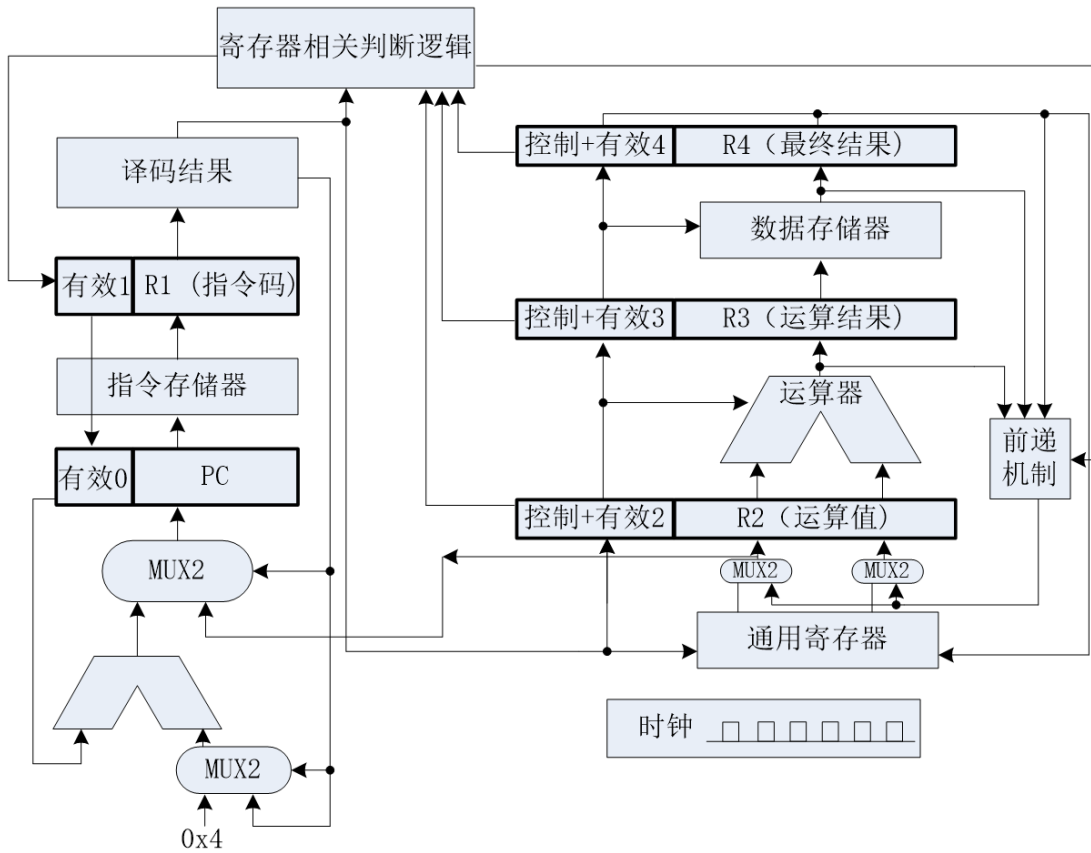 寄存器相关判断逻辑
译码结果
有效1
R1 (指令码)
指令存储器
有效0
PC
MUX2
MUX2
0x4
控制+有效4
R4（最终结果）
数据存储器
控制+有效3
R3（运算结果）
运算器
前递
机制
控制+有效2
R2（运算值）
MUX2
MUX2
通用寄存器
时钟